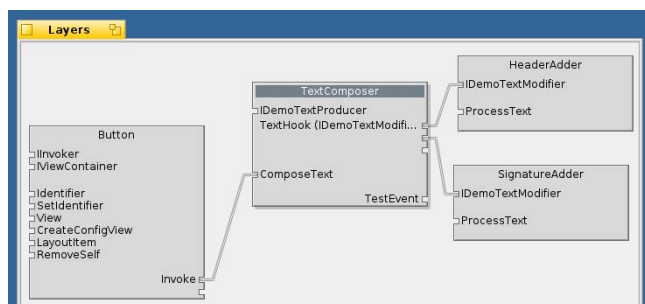 Layers
Button
IInvoker
IViewContainer
Identifier
SetIdentifier
View
CreateConfigView
LayoutItem
RemoveSelf
Invoke
TextComposer
IDemoTextProducer
TextHook (IDemoTextModifi...
ComposeText
TestEvent
HeaderAdder
IDemoTextModifier
ProcessText
SignatureAdder
IDemoTextModifier
ProcessText